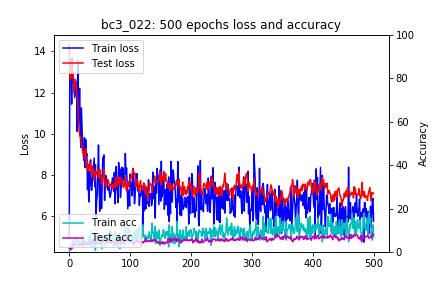 bc3_022: 500 epochs loss and accuracy
Train loss
Test loss
Train acc
Test acc
Loss
14
12
10
8
6
Accuracy
100
80
60
40
20
0
0
100
200
300
400
500